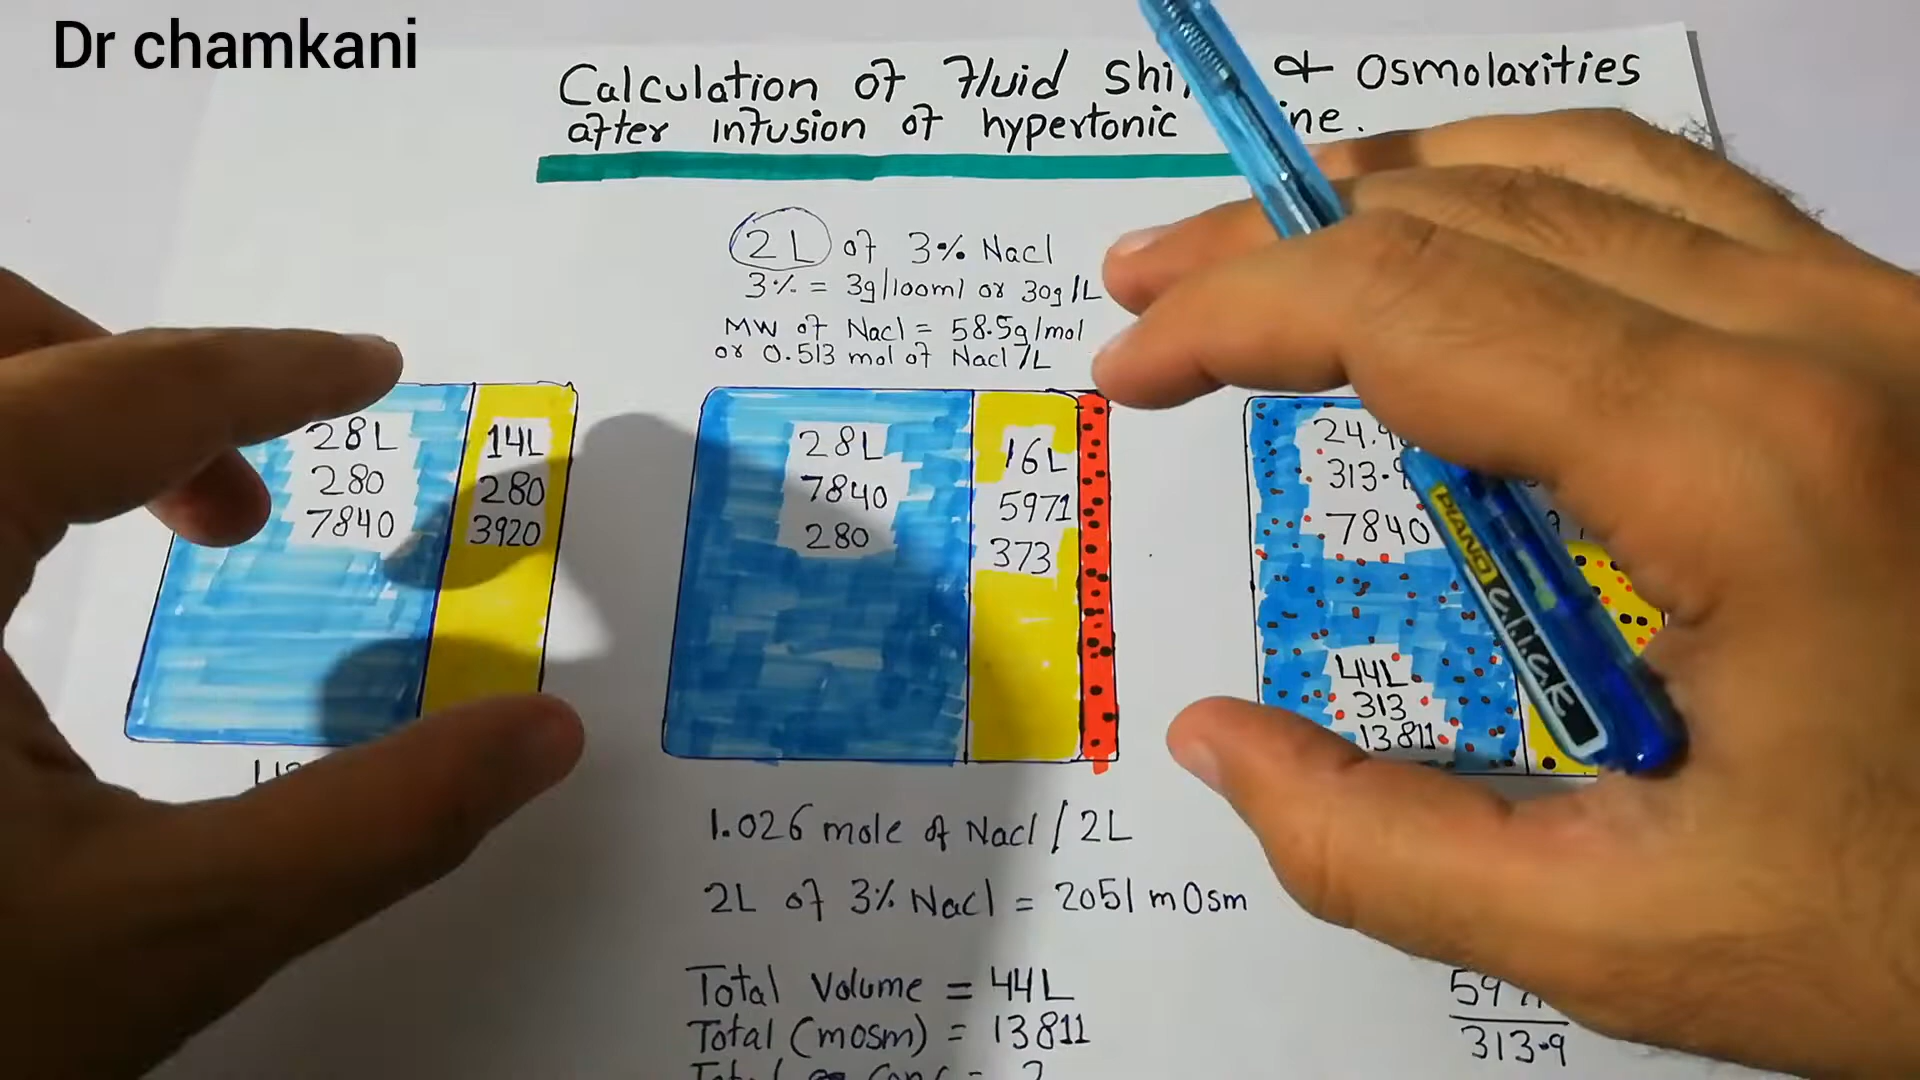 Dr chamkani
Calculation of Fluid & Osmolarities
after infusion of hypertonic
2 L of 3% Nacl
3% = 3g/100ml or 30g/L
MW of Nacl = 58.5g/mol
or 0.513 mol of Nacl/L
28L
280
7840
14L
280
3920
28L
7840
280
16L
5971
373
7840
44L
313
13811
PIANO
CLICK
1.026 mole of Nacl / 2L
2L of 3% Nacl = 2051 mOsm
Total Volume = 44L
Total (mosm) = 13811
313.9